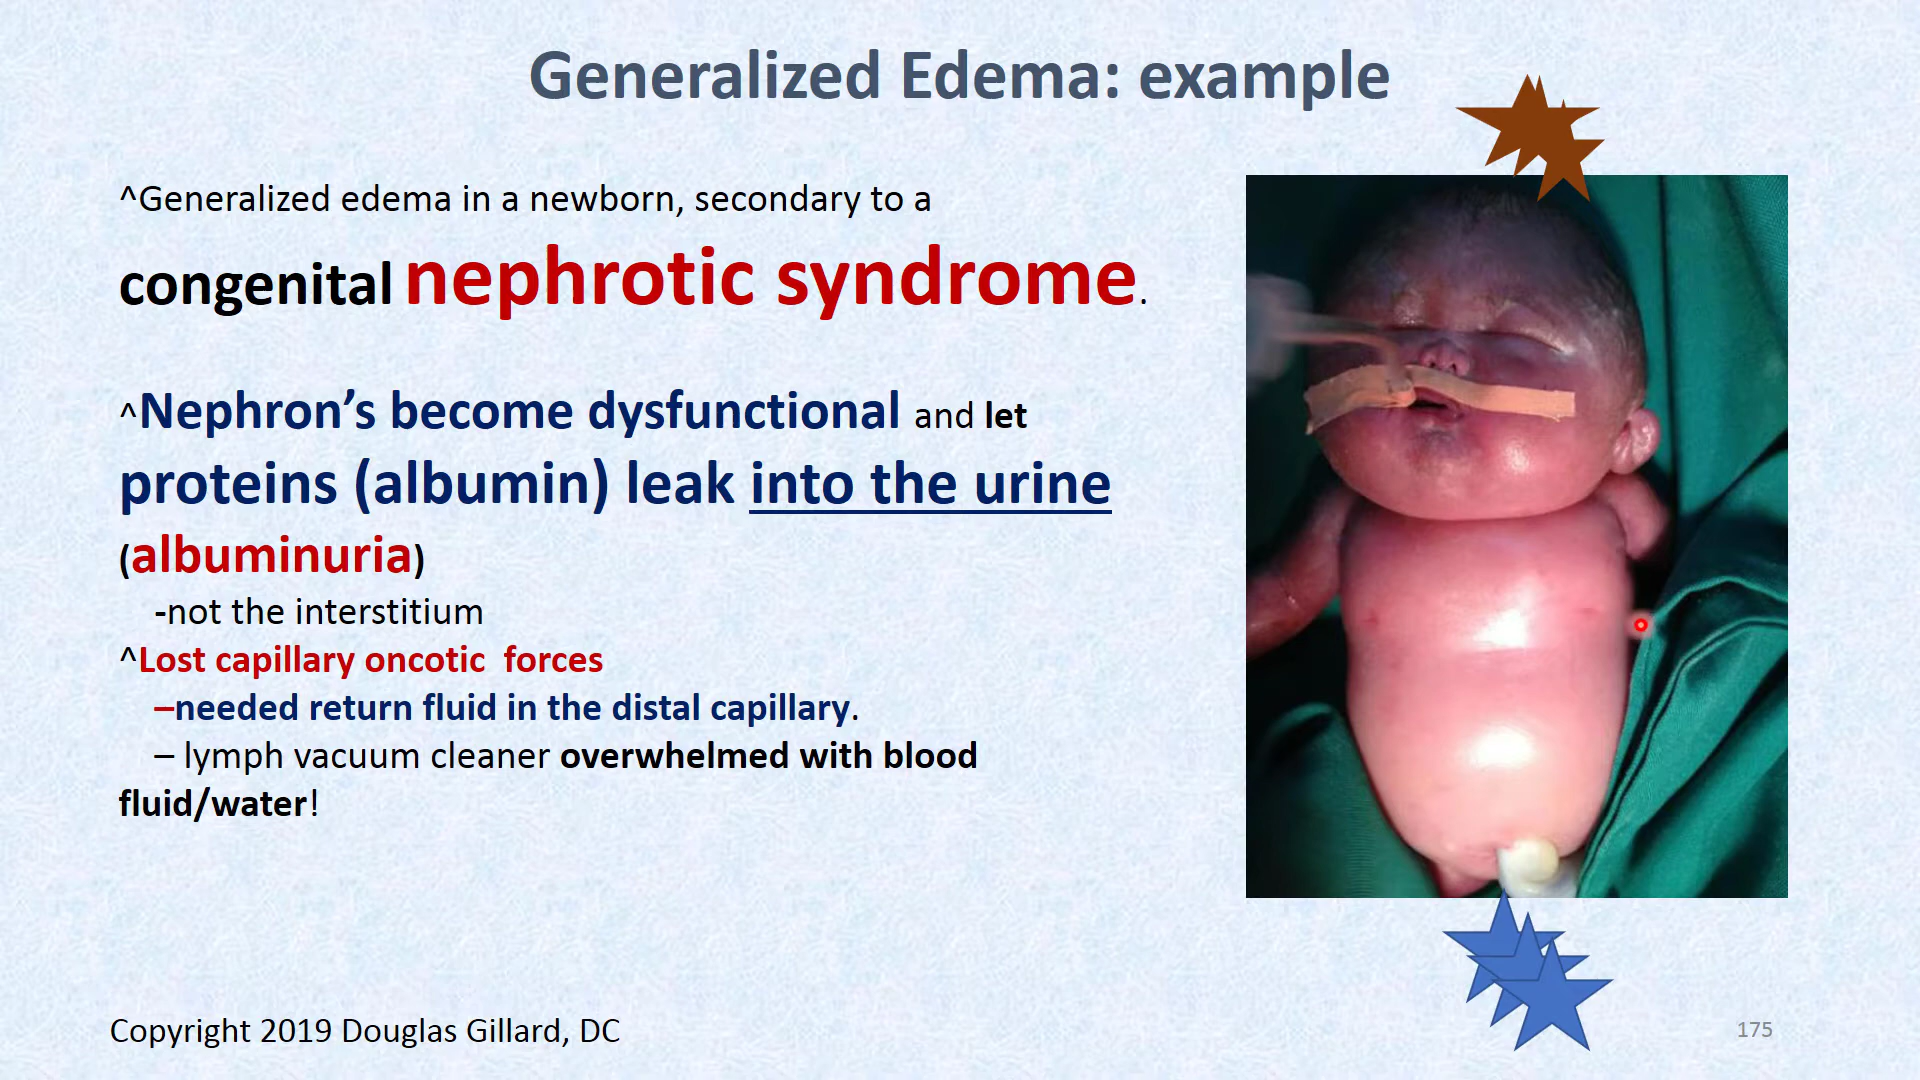 Generalized Edema: example
^Generalized edema in a newborn, secondary to a
congenital nephrotic syndrome.
^Nephron’s become dysfunctional and let
proteins (albumin) leak into the urine
(albuminuria)
-not the interstitium
^Lost capillary oncotic  forces
–needed return fluid in the distal capillary.
– lymph vacuum cleaner overwhelmed with blood
fluid/water!
Copyright 2019 Douglas Gillard, DC
175